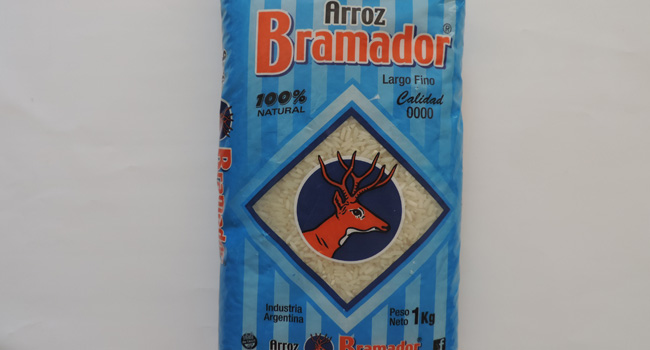 Arroz
Bramador®
Largo Fino
Calidad
0000
100%
NATURAL
Industria
Argentina
Peso
Neto 1Kg
Arroz Bramador
f